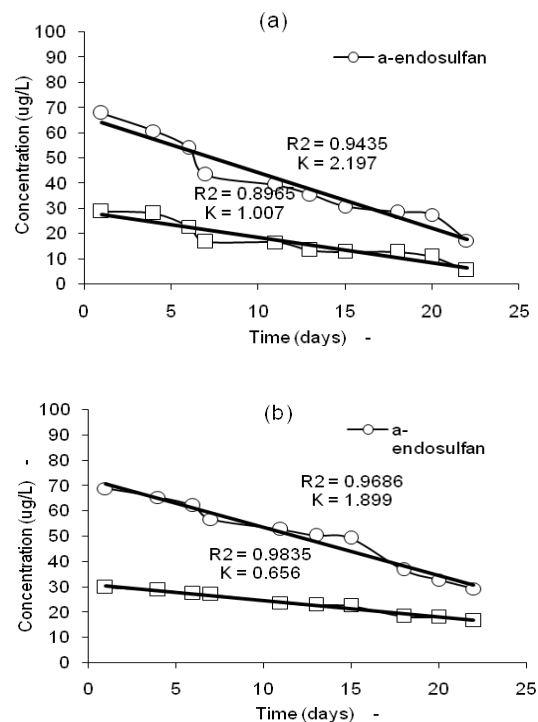 (a)
a-endosulfan
Concentration (ug/L)
100
90
80
70
60
50
40
30
20
10
0
R2 = 0.9435
K = 2.197
R2 = 0.8965
K = 1.007
0 5 10 15 20 25
Time (days) -
(b)
a-
endosulfan
Concentration (ug/L) -
100
90
80
70
60
50
40
30
20
10
0
R2 = 0.9686
K = 1.899
R2 = 0.9835
K = 0.656
0 5 10 15 20 25
Time (days) -